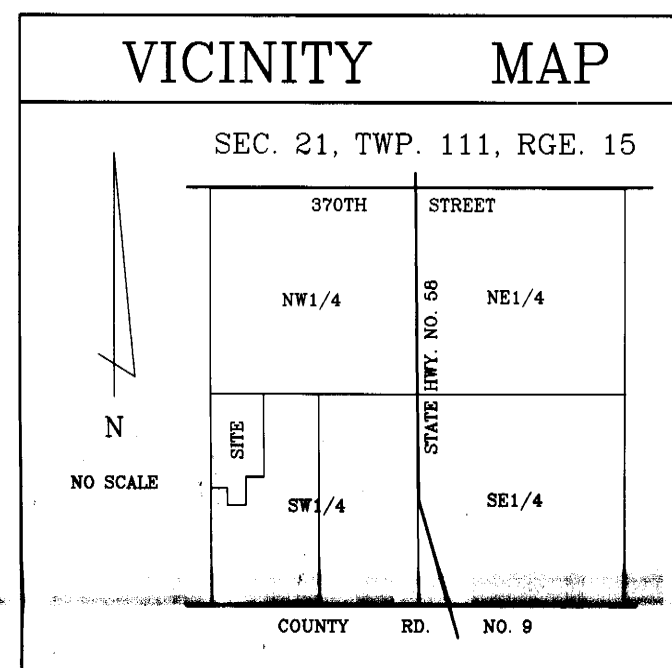 VICINITY MAP
SEC. 21, TWP. 111, RGE. 15
370TH STREET
NW1/4
NE1/4
STATE HWY. NO. 58
SITE
N
NO SCALE
SW1/4
SE1/4
COUNTY RD. NO. 9